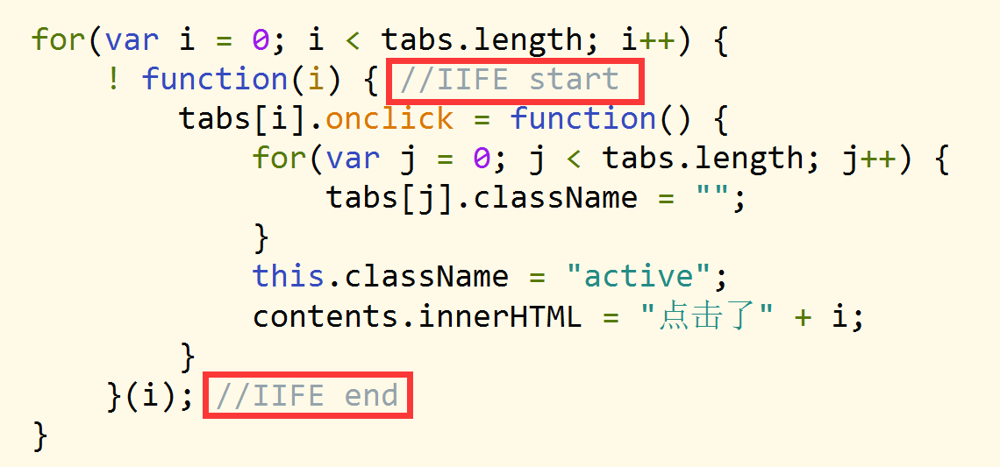 for(var i = 0; i < tabs.length; i++) {
! function(i) { //IIFE start
tabs[i].onclick = function() {
for(var j = 0; j < tabs.length; j++) {
tabs[j].className = "";
}
this.className = "active";
contents.innerHTML = "点击了" + i;
}
}(i); //IIFE end
}